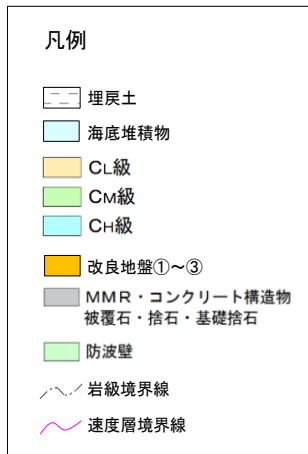 凡例
埋戻土
海底堆積物
CL級
CM級
CH級
改良地盤①～③
MMR・コンクリート構造物
被覆石・捨石・基礎捨石
防波壁
岩級境界線
速度層境界線